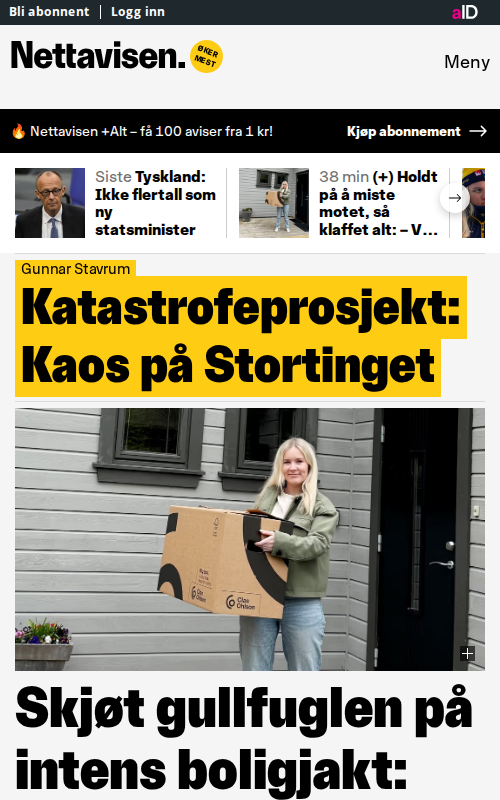 Bli abonnent
Logg inn
aID
Nettavisen.
ØKER
MEST
Meny
🔥 Nettavisen +Alt – få 100 aviser fra 1 kr!
Kjøp abonnement
Siste Tyskland:
Ikke flertall som
ny
statsminister
38 min (+) Holdt
på å miste
motet, så
klaffet alt: – V…
Gunnar Stavrum
Katastrofeprosjekt:
Kaos på Stortinget
Clas
Ohlson
Clas
Ohlson
Skjøt gullfuglen på
intens boligjakt: